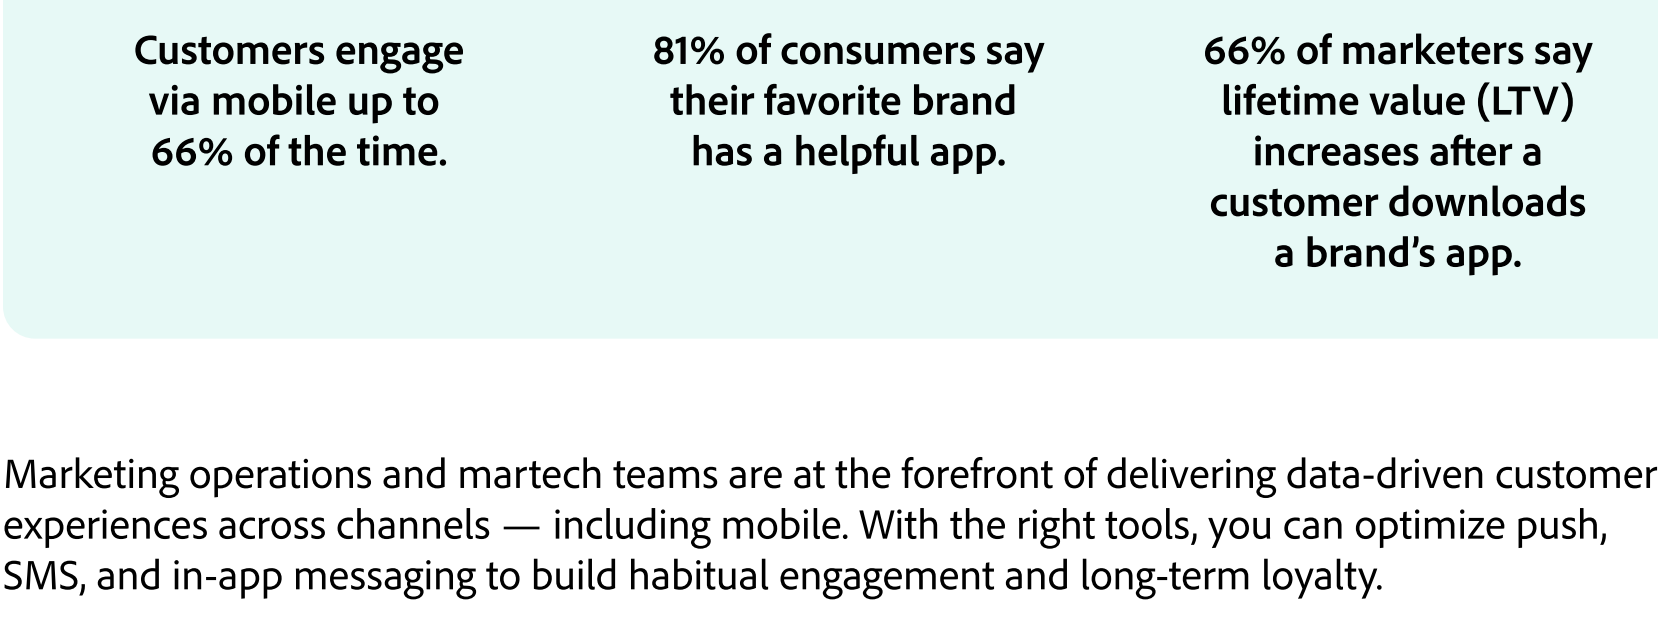 Customers engage
via mobile up to
66% of the time.
81% of consumers say
their favorite brand
has a helpful app.
66% of marketers say
lifetime value (LTV)
increases after a
customer downloads
a brand’s app.
Marketing operations and martech teams are at the forefront of delivering data-driven customer
experiences across channels — including mobile. With the right tools, you can optimize push,
SMS, and in-app messaging to build habitual engagement and long-term loyalty.